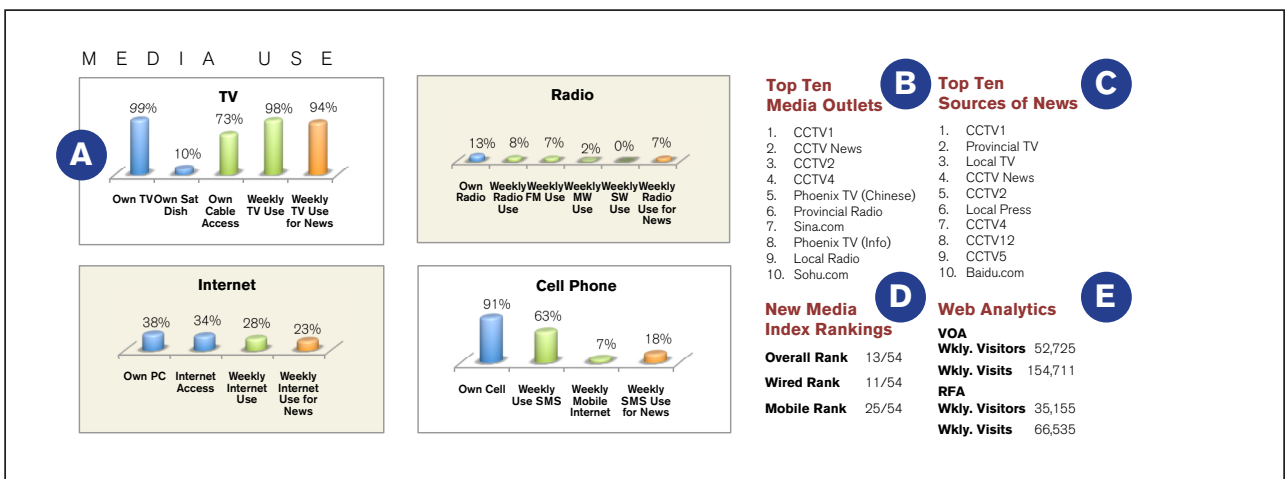 MEDIA USE
A
TV
99% 10% 73% 98% 94%
Own TV Own Sat Dish Own Cable Access Weekly TV Use Weekly TV Use for News
Radio
13% 8% 7% 2% 0% 7%
Own Radio Weekly Radio Use Weekly FM Use Weekly MW Use Weekly SW Use Weekly Radio Use for News
Internet
38% 34% 28% 23%
Own PC Internet Access Weekly Internet Use Weekly Internet Use for News
Cell Phone
91% 63% 7% 18%
Own Cell Weekly Use SMS Weekly Mobile Internet Weekly SMS Use for News
B
Top Ten
Media Outlets
1. CCTV1
2. CCTV News
3. CCTV2
4. CCTV4
5. Phoenix TV (Chinese)
6. Provincial Radio
7. Sina.com
8. Phoenix TV (Info)
9. Local Radio
10. Sohu.com
C
Top Ten
Sources of News
1. CCTV1
2. Provincial TV
3. Local TV
4. CCTV News
5. CCTV2
6. Local Press
7. CCTV4
8. CCTV12
9. CCTV5
10. Baidu.com
D
New Media
Index Rankings
Overall Rank 13/54
Wired Rank 11/54
Mobile Rank 25/54
E
Web Analytics
VOA
Wkly. Visitors 52,725
Wkly. Visits 154,711
RFA
Wkly. Visitors 35,155
Wkly. Visits 66,535